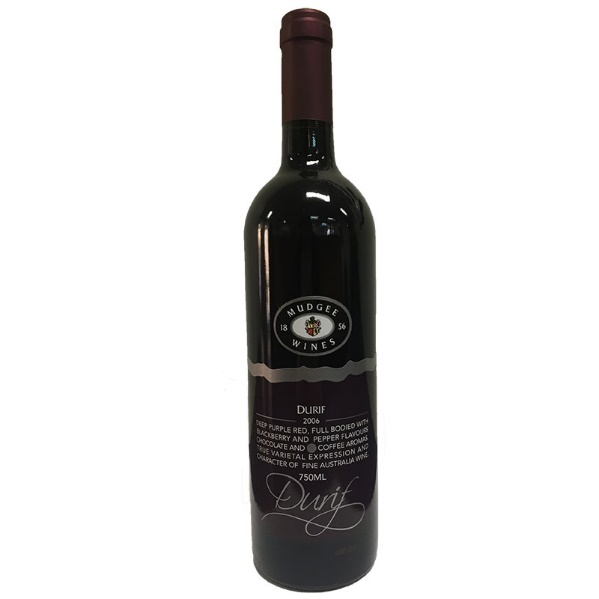 MUDGEE
18 56
WINES
DURIF
2006
DEEP PURPLE RED, FULL BODIED WITH
BLACKBERRY AND PEPPER FLAVOURS
CHOCOLATE AND COFFEE AROMAS.
TRUE VARIETAL EXPRESSION AND
CHARACTER OF FINE AUSTRALIA WINE.
750ML
Durif